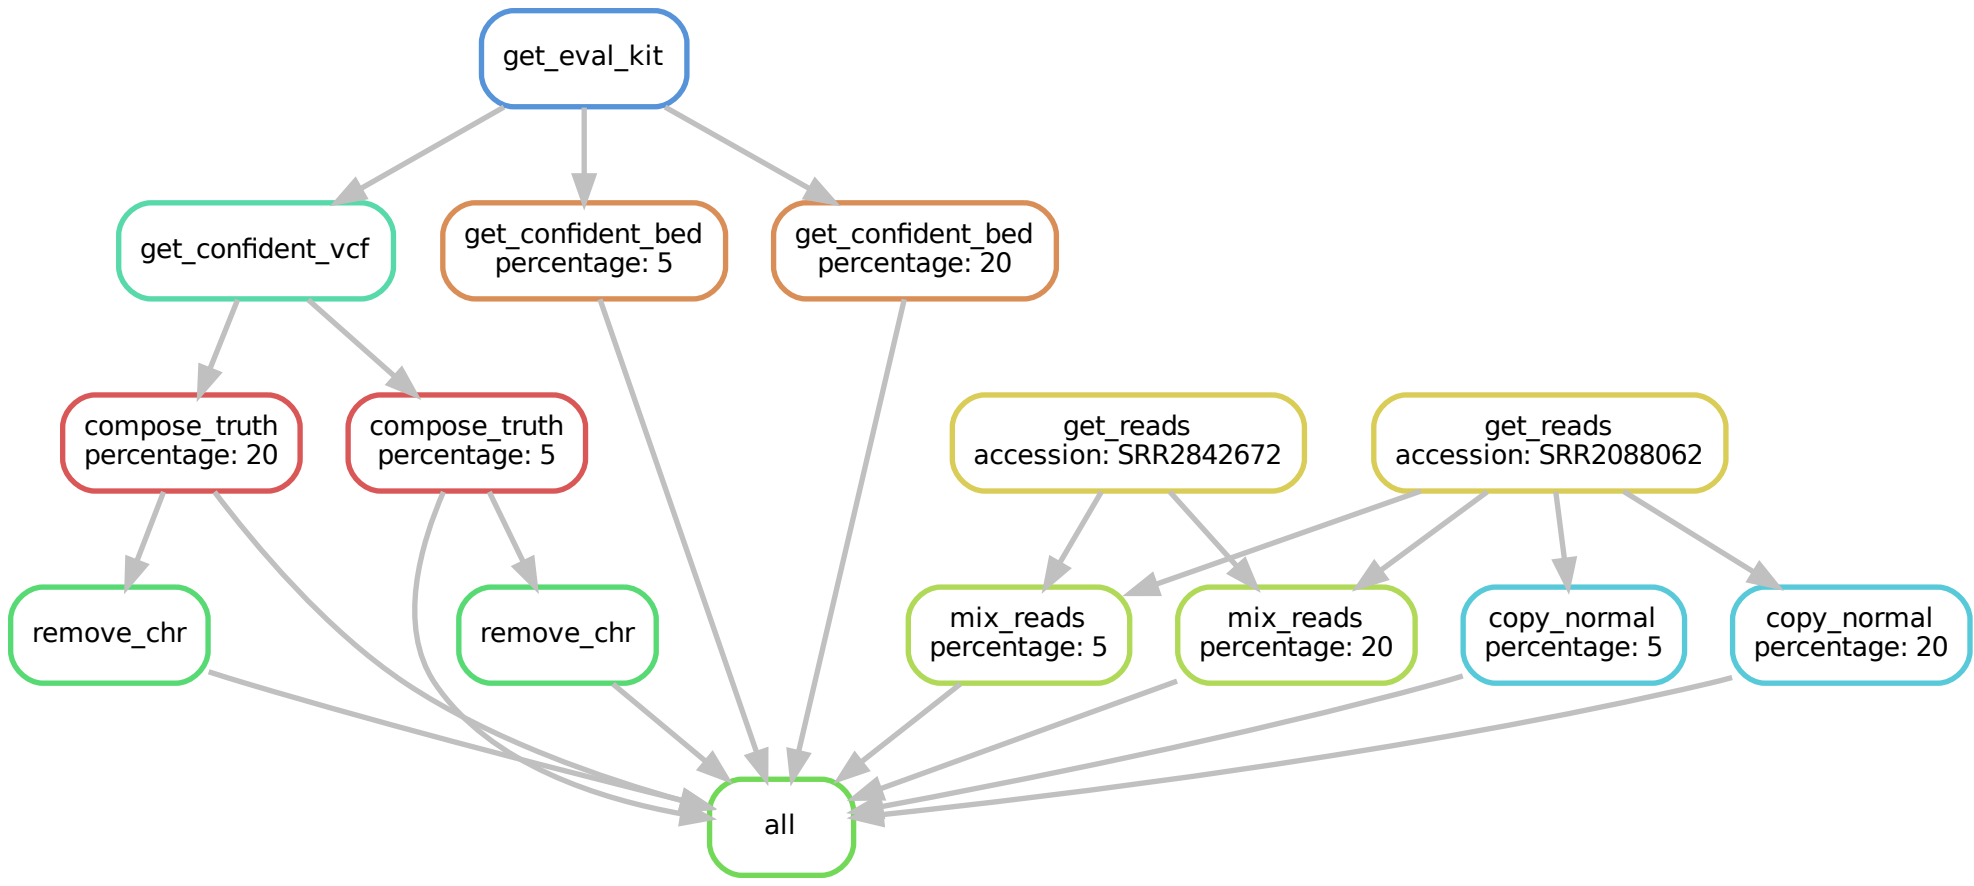 get_eval_kit
get_confident_vcf
get_confident_bed
percentage: 5
get_confident_bed
percentage: 20
compose_truth
percentage: 20
compose_truth
percentage: 5
get_reads
accession: SRR2842672
get_reads
accession: SRR2088062
remove_chr
remove_chr
mix_reads
percentage: 5
mix_reads
percentage: 20
copy_normal
percentage: 5
copy_normal
percentage: 20
all